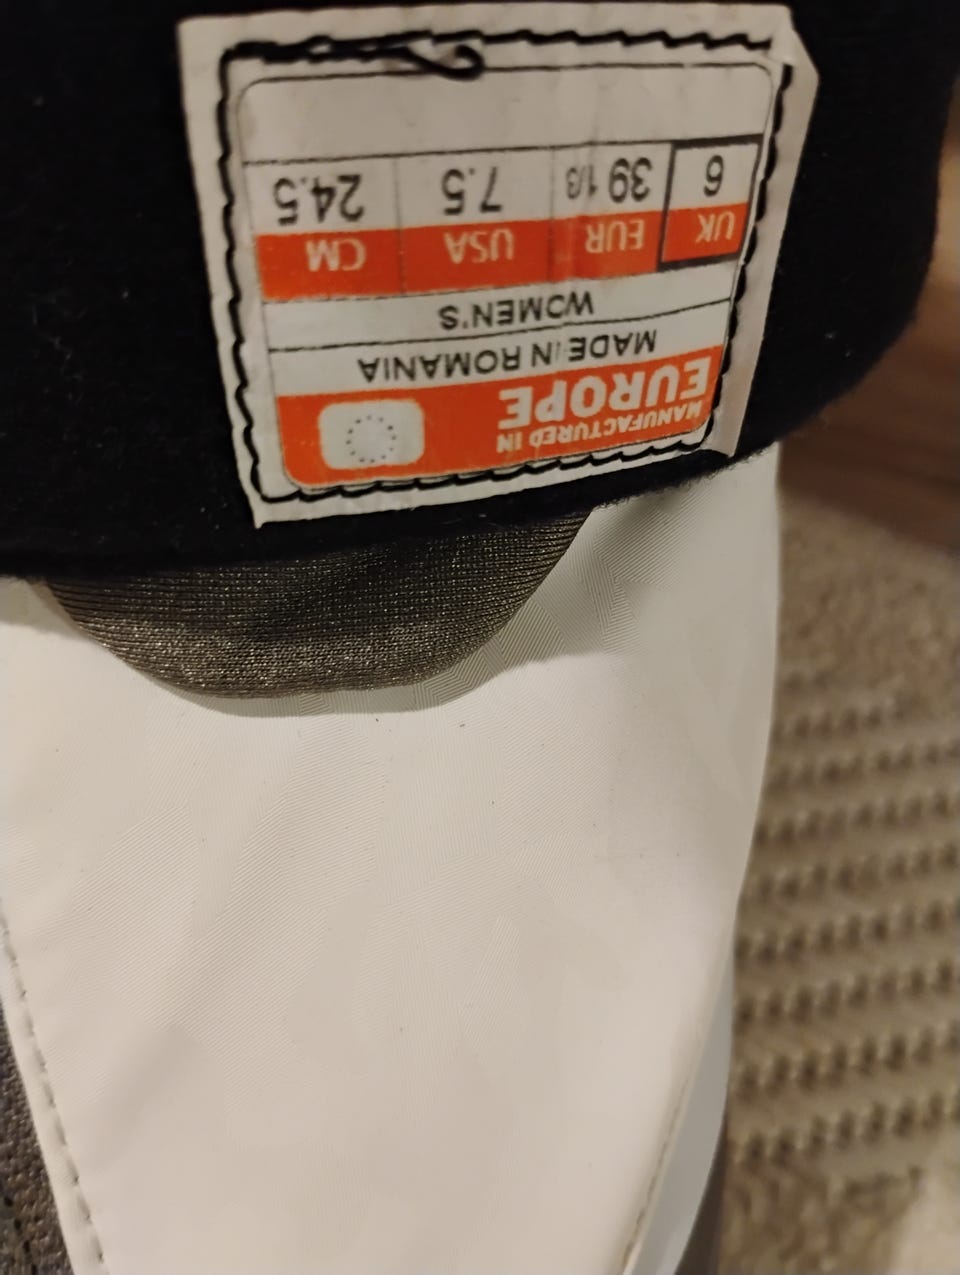 MANUFACTURED IN
EUROPE
MADE IN ROMANIA
WOMEN'S
UK EUR USA CM
6 39 1/3 7.5 24.5